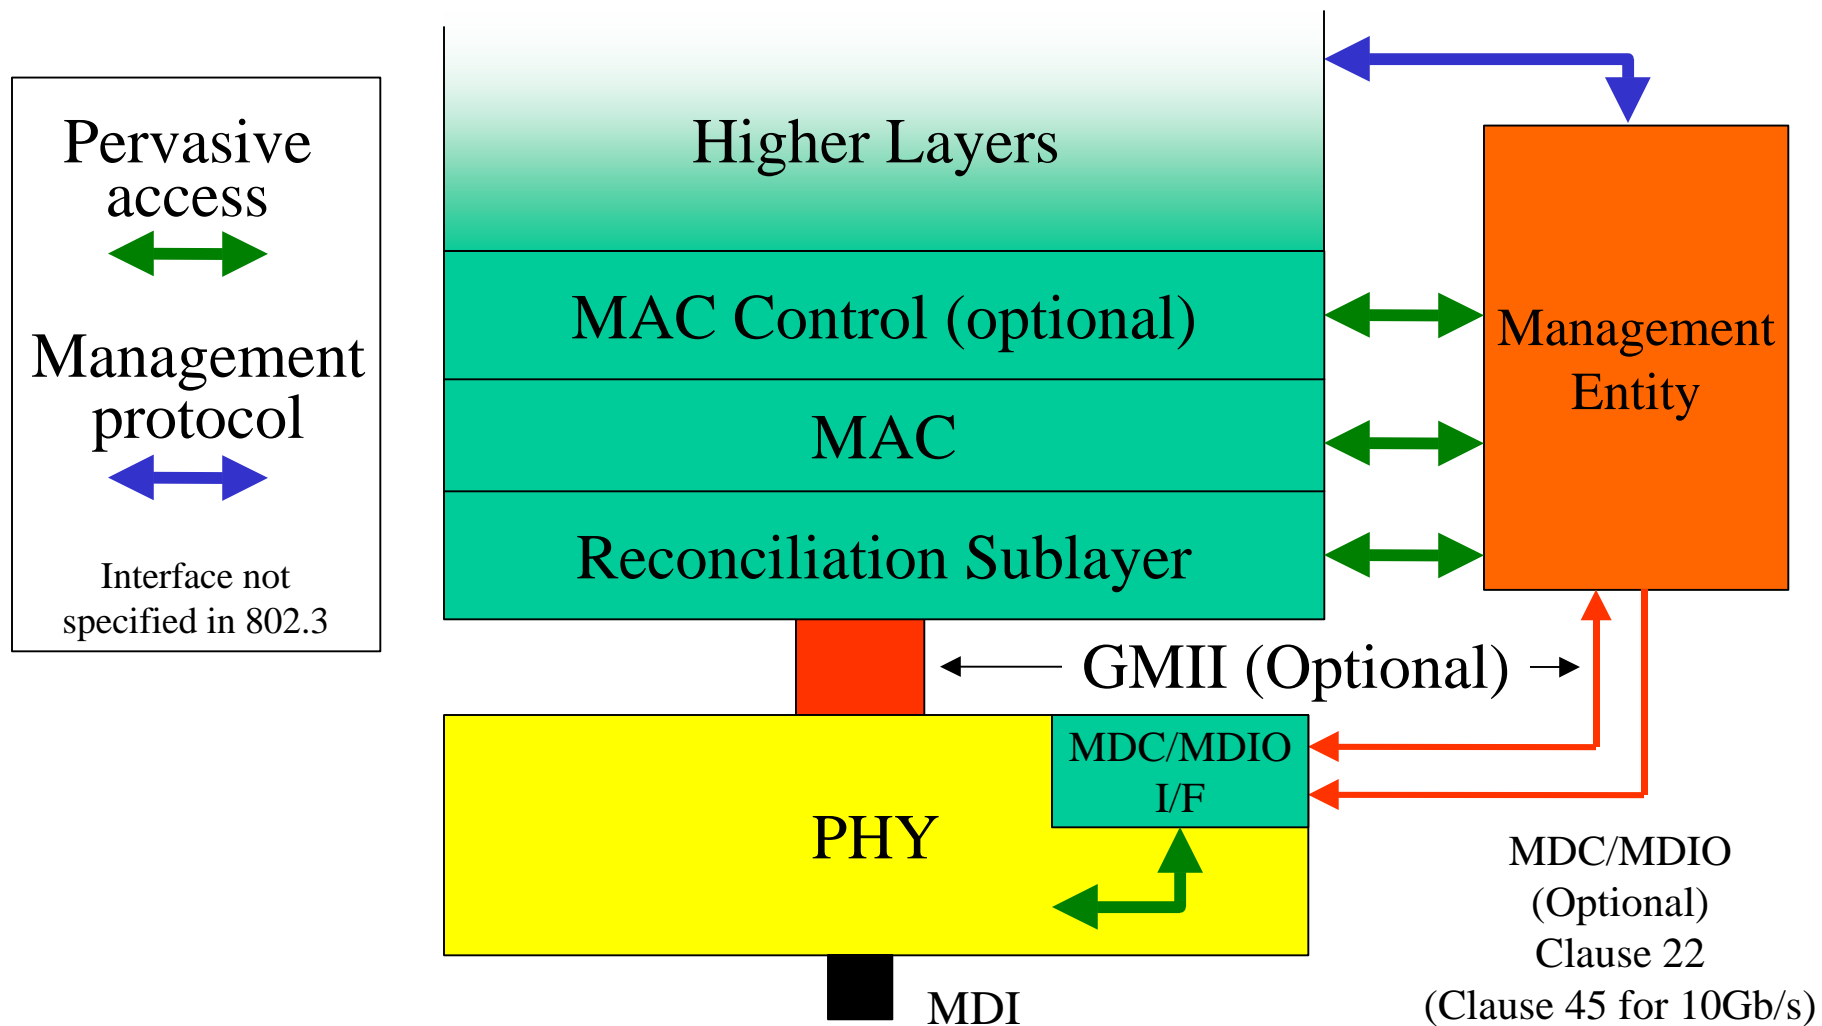 Pervasive
access
Management
protocol
Interface not
specified in 802.3
Higher Layers
MAC Control (optional)
MAC
Reconciliation Sublayer
Management
Entity
GMII (Optional)
MDC/MDIO
I/F
PHY
MDI
MDC/MDIO
(Optional)
Clause 22
(Clause 45 for 10Gb/s)